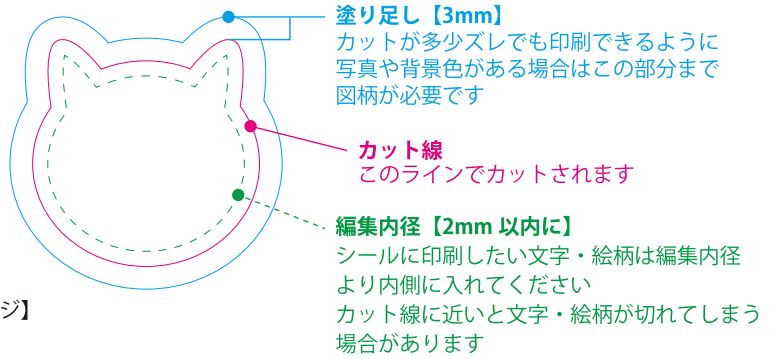 塗り足し【3mm】
カットが多少ズレでも印刷できるように
写真や背景色がある場合はこの部分まで
図柄が必要です
カット線
このラインでカットされます
編集内径【2mm 以内に】
シールに印刷したい文字・絵柄は編集内径
より内側に入れてください
カット線に近いと文字・絵柄が切れてしまう
場合があります
ジ】